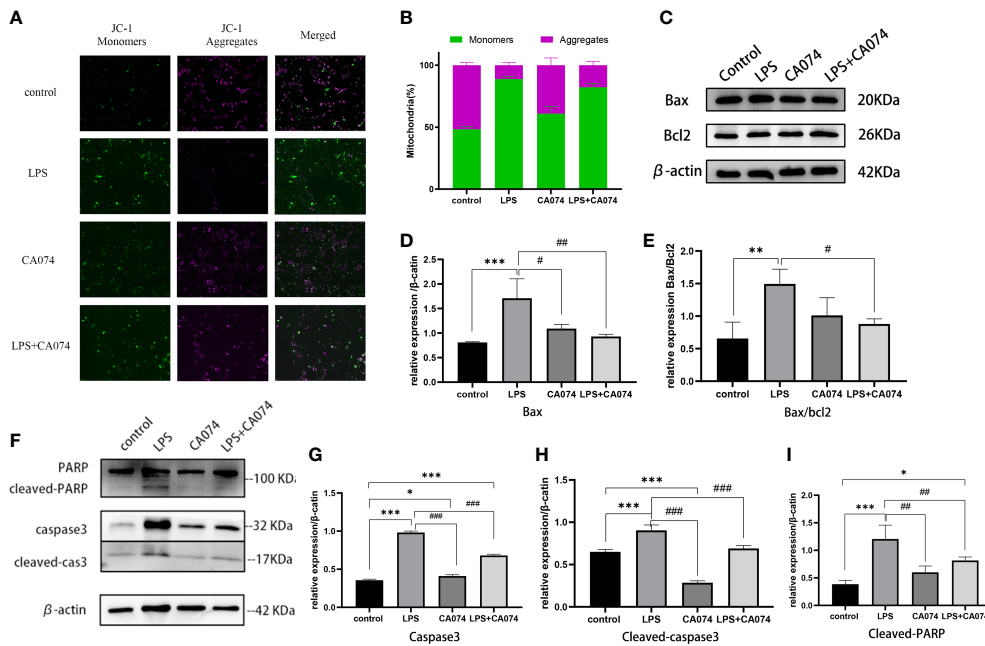 A
JC-1 Monomers
JC-1 Aggregates
Merged
control
LPS
CA074
LPS+CA074
B
Monomers
Aggregates
Mitochondria(%)
100
50
0
control LPS CA074 LPS+CA074
C
Control LPS CA074 LPS+CA074
Bax 20KDa
Bcl2 26KDa
β-actin 42KDa
D
relative expression /β-catin
2.5
2.0
1.5
1.0
0.5
0.0
*** # ##
control LPS CA074 LPS+CA074
Bax
E
relative expression Bax/Bcl2
2.0
1.5
1.0
0.5
0.0
** #
control LPS CA074 LPS+CA074
Bax/bcl2
F
control LPS CA074 LPS+CA074
PARP
cleaved-PARP
--100 KDa
caspase3 --32 KDa
cleaved-cas3 --17KDa
β-actin --42 KDa
G
relative expression/β-catin
1.5
1.0
0.5
0.0
***
* ###
*** ###
control LPS CA074 LPS+CA074
Caspase3
H
relative expression/β-catin
1.5
1.0
0.5
0.0
*** ###
*** ###
control LPS CA074 LPS+CA074
Cleaved-caspase3
I
relative expression/β-catin
2.0
1.5
1.0
0.5
0.0
*
##
*** ##
control LPS CA074 LPS+CA074
Cleaved-PARP